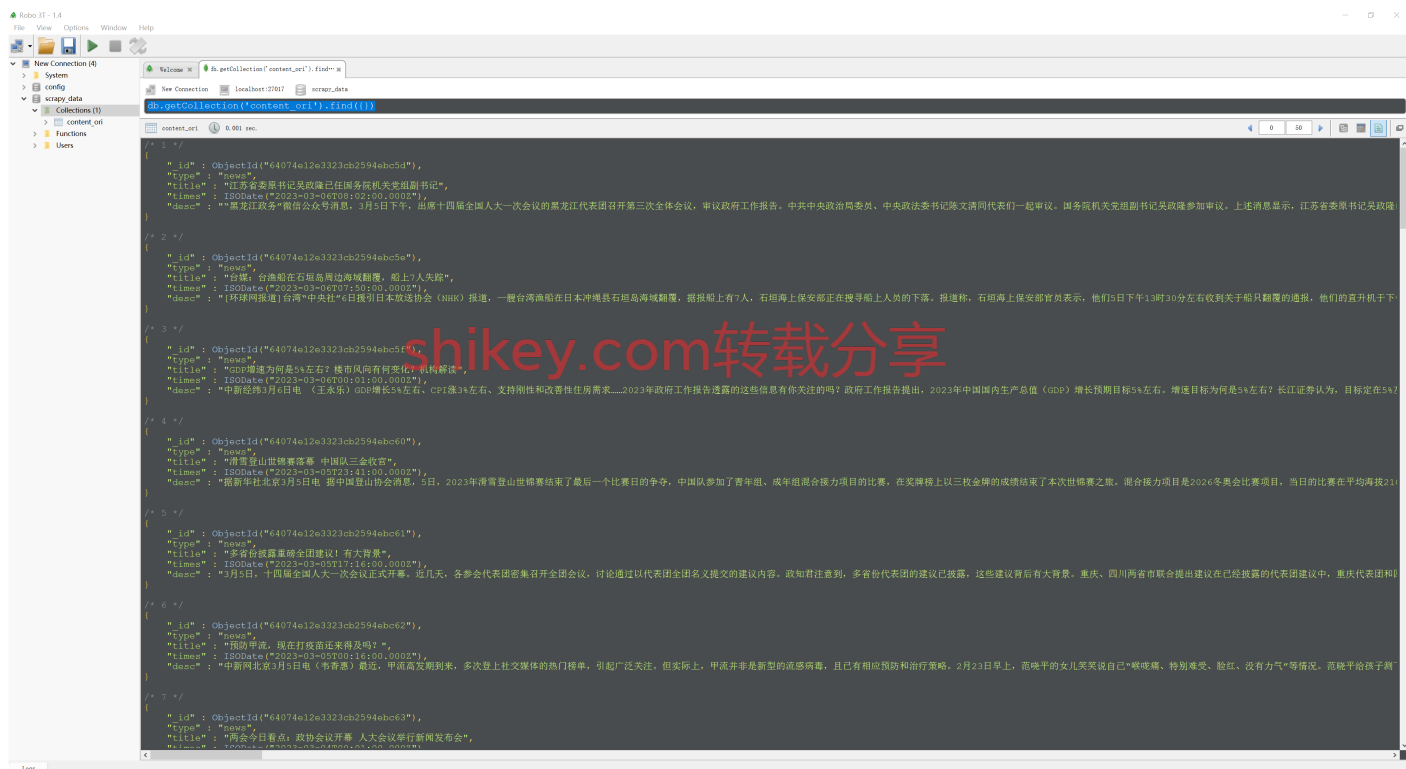 Robo 3T - 1.4
File View Options Window Help
New Connection (4)
System
config
scrapy_data
Collections (1)
content_ori
Functions
Users
Welcome
db.getCollection('content_ori').find…
New Connection localhost:27017 scrapy_data
db.getCollection('content_ori').find({})
content_ori 0.001 sec. 0 50
/* 1 */
{
"_id" : ObjectId("64074e12e3323cb2594ebc5d"),
"type" : "news",
"title" : "江苏省委原书记吴政隆已任国务院机关党组副书记",
"times" : ISODate("2023-03-06T08:02:00.000Z"),
"desc" : ""黑龙江政务"微信公众号消息，3月5日下午，出席十四届全国人大一次会议的黑龙江代表团召开第三次全体会议，审议政府工作报告。中共中央政治局委员、中央政法委书记陈文清同代表们一起审议。国务院机关党组副书记吴政隆参加审议。上述消息显示，江苏省委原书记吴政隆
}
/* 2 */
{
"_id" : ObjectId("64074e12e3323cb2594ebc5e"),
"type" : "news",
"title" : "台媒：台渔船在石垣岛周边海域翻覆，船上7人失踪",
"times" : ISODate("2023-03-06T07:50:00.000Z"),
"desc" : "[环球网报道]台湾"中央社"6日援引日本放送协会（NHK）报道，一艘台湾渔船在日本冲绳县石垣岛海域翻覆，据报船上有7人，石垣海上保安部正在搜寻船上人员的下落。报道称，石垣海上保安部官员表示，他们5日下午13时30分左右收到关于船只翻覆的通报，他们的直升机于下
}
/* 3 */
{
"_id" : ObjectId("64074e12e3323cb2594ebc5f"),
"type" : "news",
"title" : "GDP增速为何是5%左右？楼市风向有何变化？机构解读",
"times" : ISODate("2023-03-06T00:01:00.000Z"),
"desc" : "中新经纬3月6日电 （王永乐）GDP增长5%左右、CPI涨3%左右、支持刚性和改善性住房需求……2023年政府工作报告透露的这些信息有你关注的吗？政府工作报告提出，2023年中国国内生产总值（GDP）增长预期目标5%左右。增速目标为何是5%左右？长江证券认为，目标定在5%
}
shikey.com转载分享
/* 4 */
{
"_id" : ObjectId("64074e12e3323cb2594ebc60"),
"type" : "news",
"title" : "滑雪登山世锦赛落幕 中国队三金收官",
"times" : ISODate("2023-03-05T23:41:00.000Z"),
"desc" : "据新华社北京3月5日电 据中国登山协会消息，5日，2023年滑雪登山世锦赛结束了最后一个比赛日的争夺，中国队参加了青年组、成年组混合接力项目的比赛，在奖牌榜上以三枚金牌的成绩结束了本次世锦赛之旅。混合接力项目是2026冬奥会比赛项目，当日的比赛在平均海拔21
}
/* 5 */
{
"_id" : ObjectId("64074e12e3323cb2594ebc61"),
"type" : "news",
"title" : "多省份披露重磅全团建议！有大背景",
"times" : ISODate("2023-03-05T17:16:00.000Z"),
"desc" : "3月5日，十四届全国人大一次会议正式开幕。近几天，各参会代表团密集召开全团会议，讨论通过以代表团全团名义提交的建议内容。政知君注意到，多省份代表团的建议已披露，这些建议背后有大背景。重庆、四川两省市联合提出建议在已经披露的代表团建议中，重庆代表团和
}
/* 6 */
{
"_id" : ObjectId("64074e12e3323cb2594ebc62"),
"type" : "news",
"title" : "预防甲流，现在打疫苗还来得及吗？",
"times" : ISODate("2023-03-05T00:16:00.000Z"),
"desc" : "中新网北京3月5日电（韦香惠）最近，甲流高发期到来，多次登上社交媒体的热门榜单，引起广泛关注。但实际上，甲流并非是新型的流感病毒，且已有相应预防和治疗策略。2月23日早上，范晓平的女儿笑笑说自己"喉咙痛、特别难受、脸红、没有力气"等情况。范晓平给孩子测
}
/* 7 */
{
"_id" : ObjectId("64074e12e3323cb2594ebc63"),
"type" : "news",
"title" : "两会今日看点：政协会议开幕 人大会议举行新闻发布会",
"times" : ISODate("2023-03-04T00:01:00.000Z"),
Logs